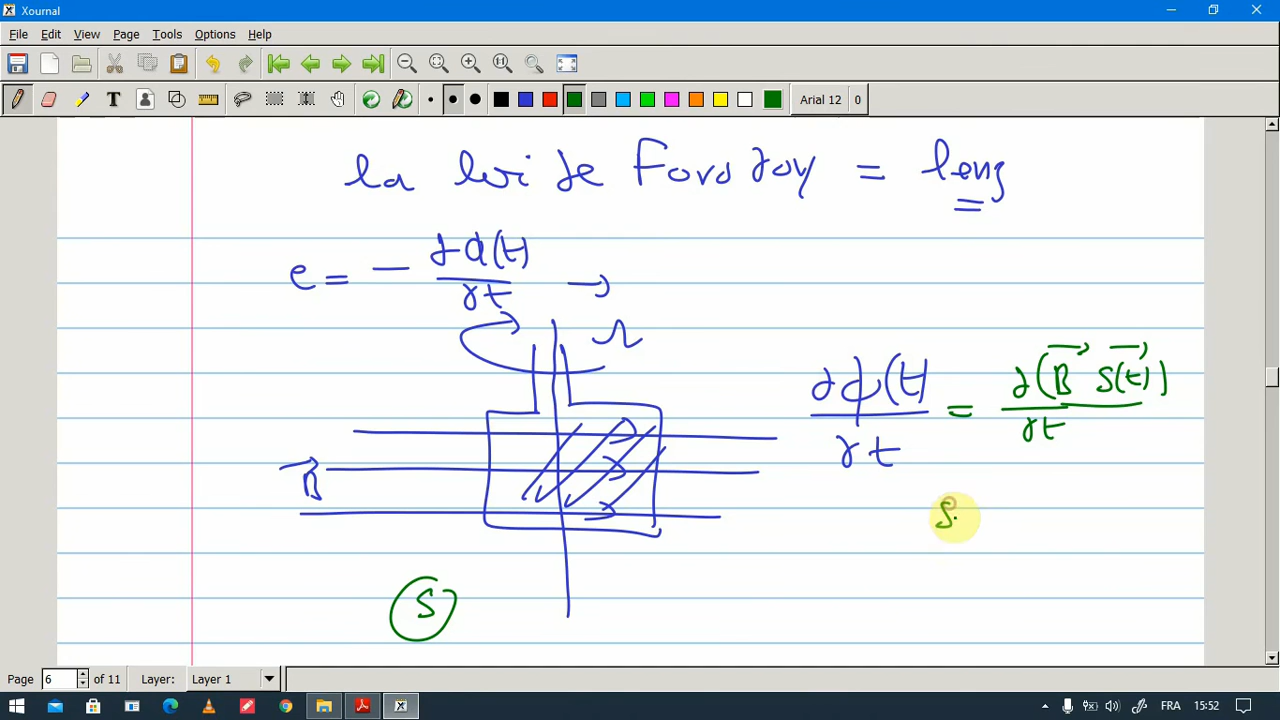 Xournal
File Edit View Page Tools Options Help
Arial 12 0
la loi de Faraday = lenz
e = - dφ(t) / dt →
Ω
dφ(t) / dt = d(B S(t)) / dt
B
S
S
Page 6 of 11 Layer: Layer 1
FRA 15:52